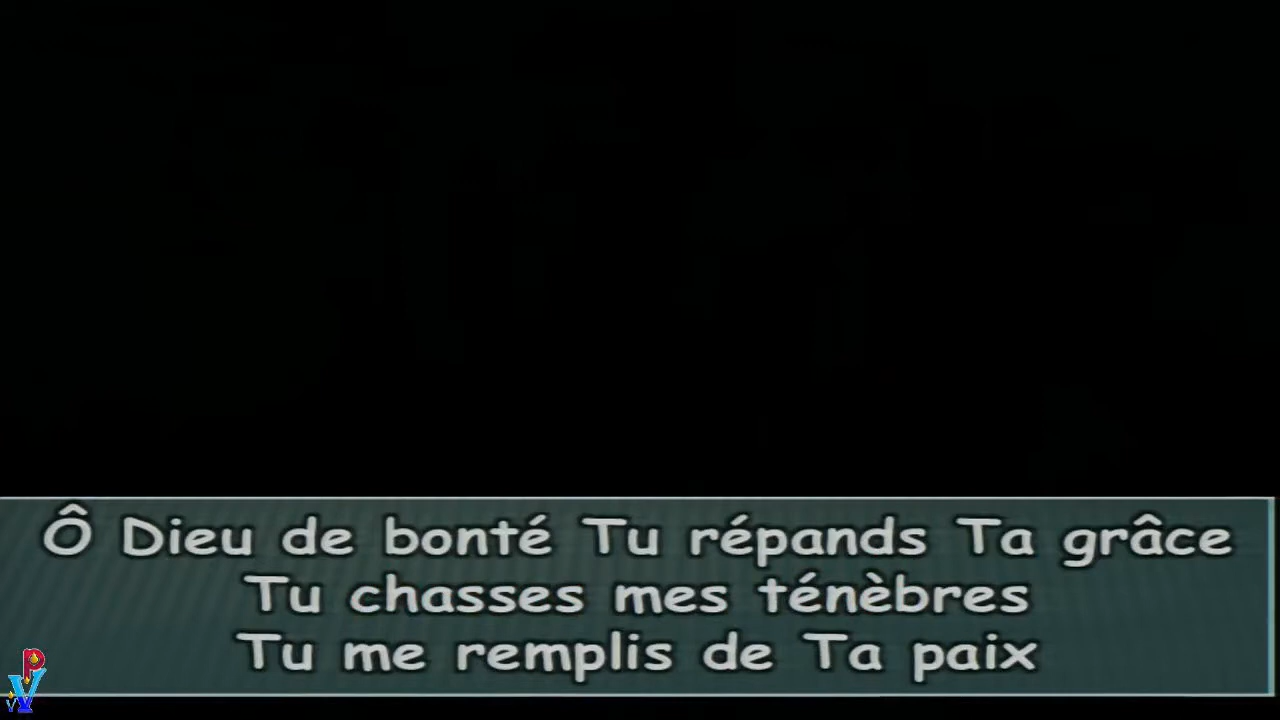 Ô Dieu de bonté Tu répands Ta grâce
Tu chasses mes ténèbres
Tu me remplis de Ta paix